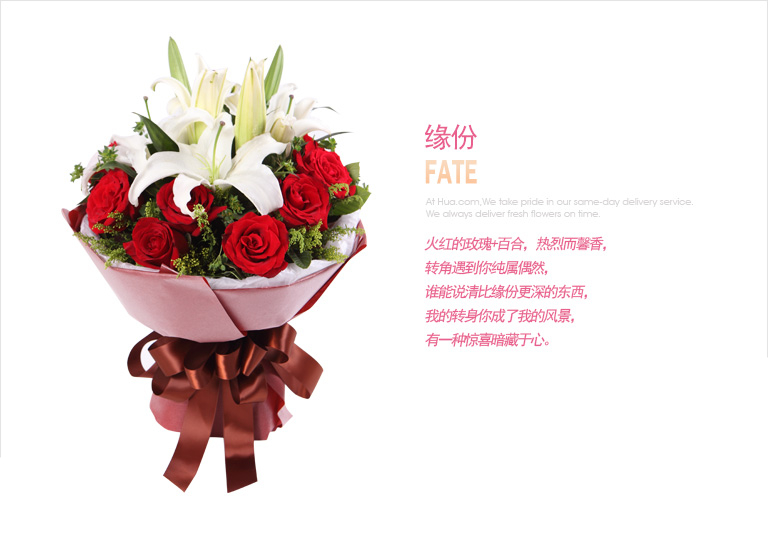 缘份
FATE
At Hua.com,We take pride in our same-day delivery service.
We always deliver fresh flowers on time.
火红的玫瑰+百合，热烈而馨香，
转角遇到你纯属偶然，
谁能说清比缘份更深的东西，
我的转身你成了我的风景，
有一种惊喜暗藏于心。